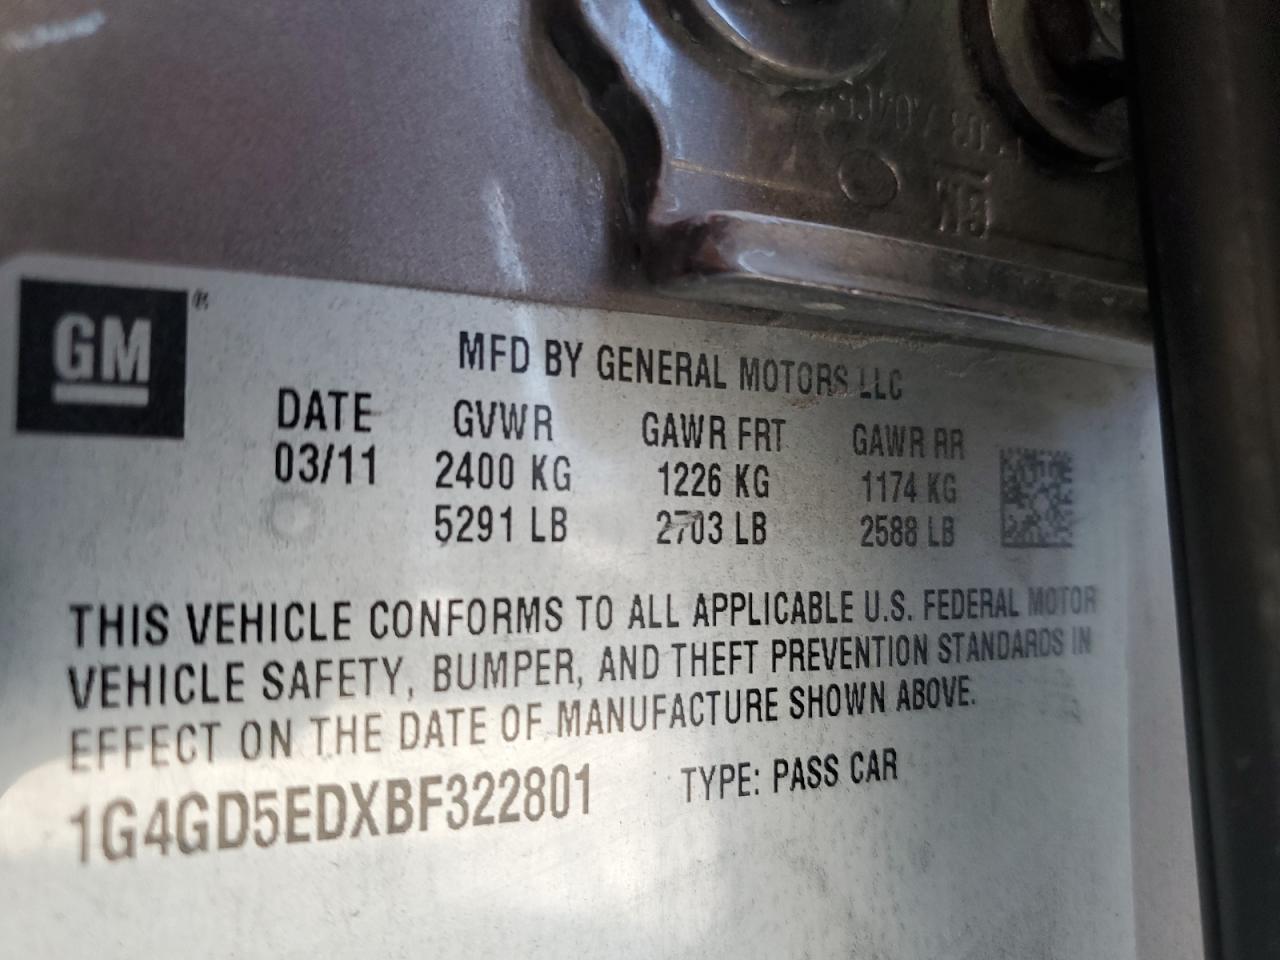 GM
GM®
MFD BY GENERAL MOTORS LLC
DATE GVWR GAWR FRT GAWR RR
03/11 2400 KG 1226 KG 1174 KG
5291 LB 2703 LB 2588 LB
THIS VEHICLE CONFORMS TO ALL APPLICABLE U.S. FEDERAL MOTOR
VEHICLE SAFETY, BUMPER, AND THEFT PREVENTION STANDARDS IN
EFFECT ON THE DATE OF MANUFACTURE SHOWN ABOVE.
1G4GD5EDXBF322801 TYPE: PASS CAR